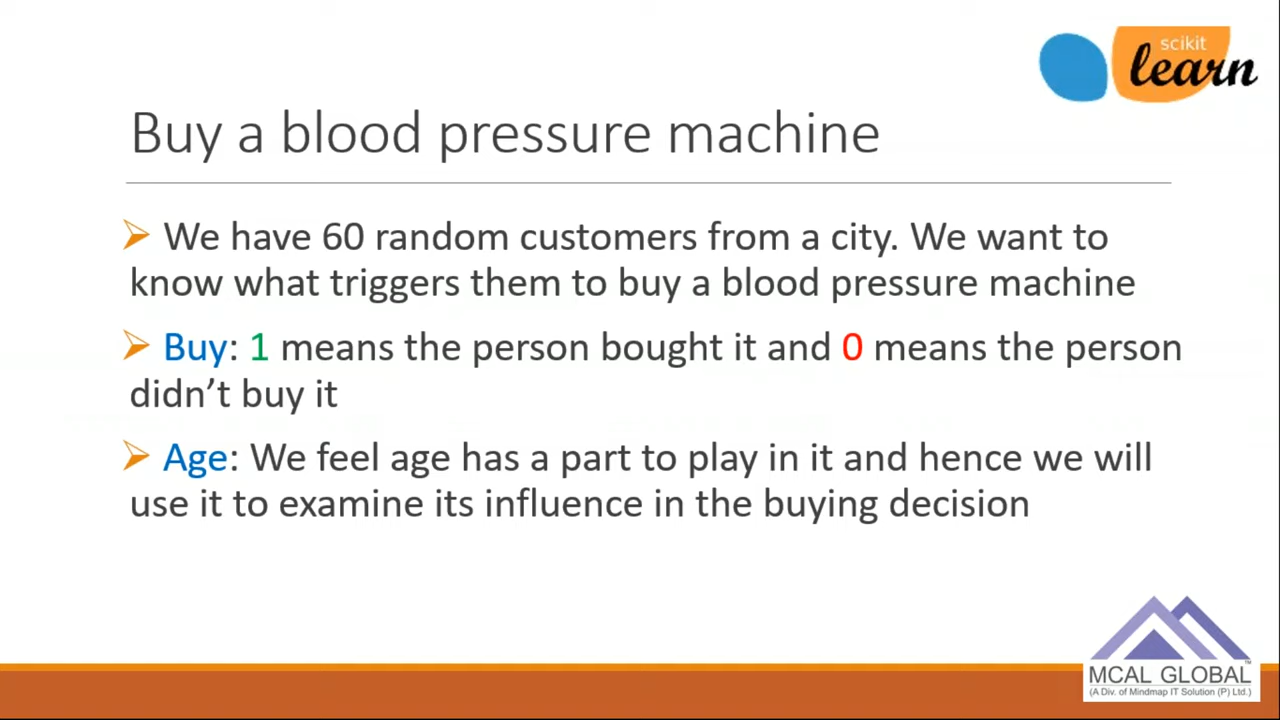 scikit
learn
Buy a blood pressure machine
We have 60 random customers from a city. We want to
know what triggers them to buy a blood pressure machine
Buy: 1 means the person bought it and 0 means the person
didn’t buy it
Age: We feel age has a part to play in it and hence we will
use it to examine its influence in the buying decision
MCAL GLOBAL™
(A Div. of Mindmap IT Solution (P) Ltd.)